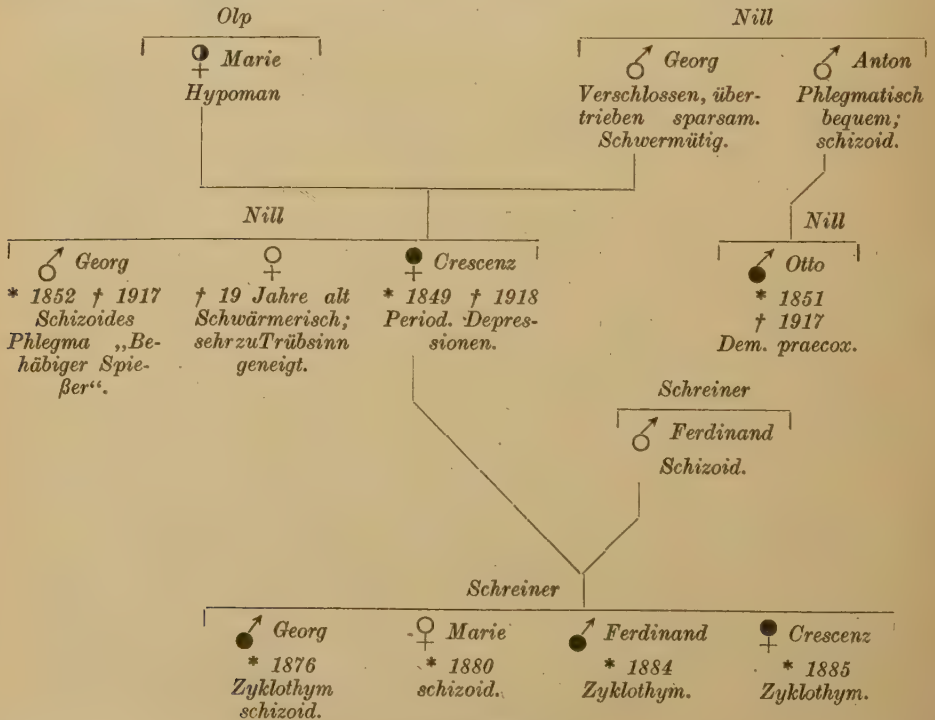 Olp
Nill
Marie
Hypoman
Georg
Verschlossen, über-
trieben sparsam.
Schwermütig.
Anton
Phlegmatisch
bequem;
schizoid.
Nill
Georg
* 1852 † 1917
Schizoides
Phlegma „Be-
häbiger Spie-
ßer“.
† 19 Jahre alt
Schwärmerisch;
sehrzuTrübsinn
geneigt.
Crescenz
* 1849 † 1918
Period. Depres-
sionen.
Nill
Otto
* 1851
† 1917
Dem. praecox.
Schreiner
Ferdinand
Schizoid.
Schreiner
Georg
* 1876
Zyklothym
schizoid.
Marie
* 1880
schizoid.
Ferdinand
* 1884
Zyklothym.
Crescenz
* 1885
Zyklothym.